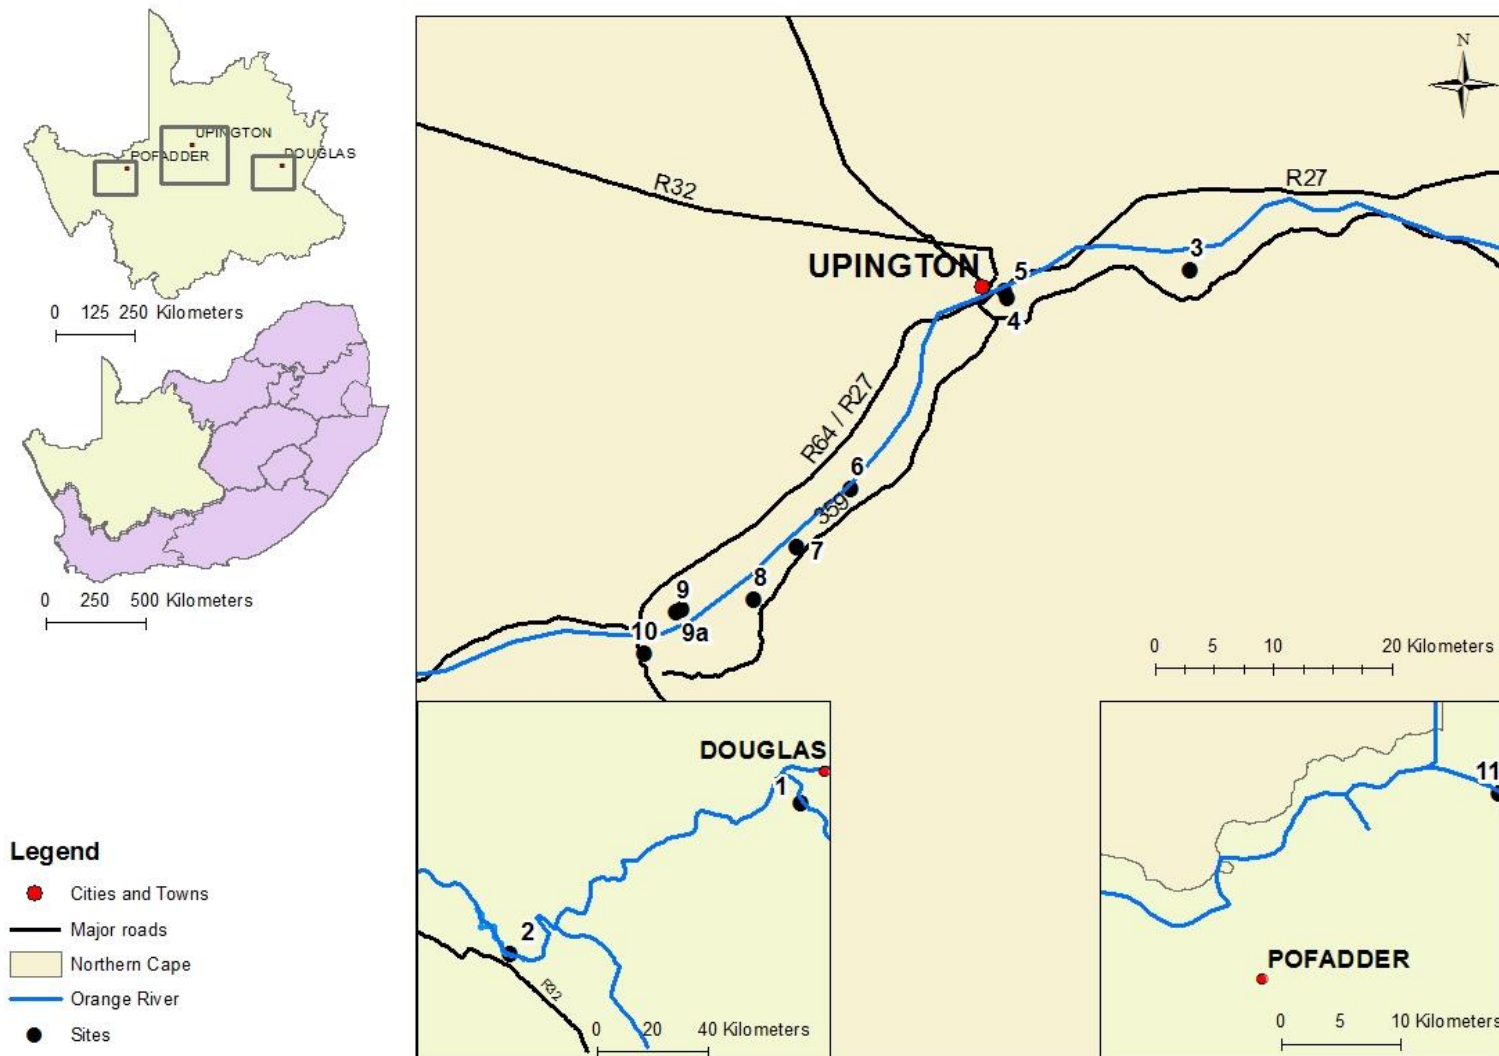 UPINGTON
POFADDER
DOUGLAS
0 125 250 Kilometers
0 250 500 Kilometers
N
R32
R27
UPINGTON
5
3
4
R64 / R27
6
359
7
8
9
9a
10
0 5 10 20 Kilometers
DOUGLAS
1
2
R32
0 20 40 Kilometers
11
POFADDER
0 5 10 Kilometers
Legend
Cities and Towns
Major roads
Northern Cape
Orange River
Sites